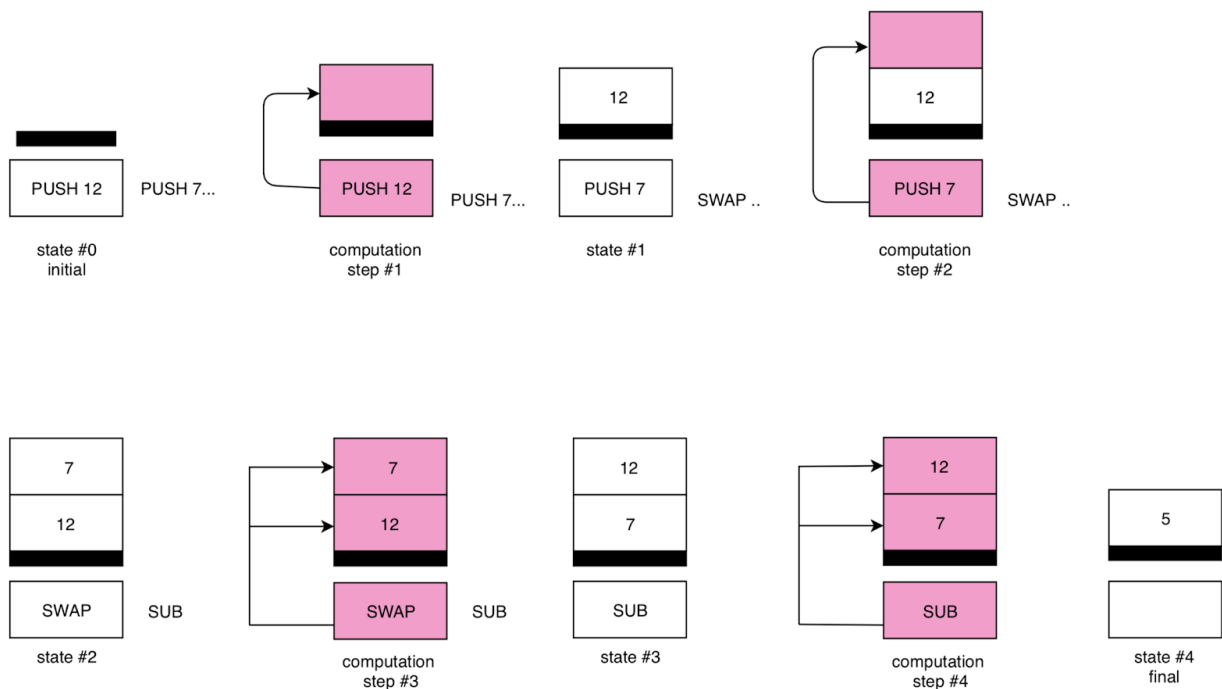 PUSH 12
PUSH 7...
state #0
initial
PUSH 12
PUSH 7...
computation
step #1
12
PUSH 7
SWAP ..
state #1
12
PUSH 7
SWAP ..
computation
step #2
7
12
SWAP
SUB
state #2
7
12
SWAP
SUB
computation
step #3
12
7
SUB
state #3
12
7
SUB
computation
step #4
5
state #4
final